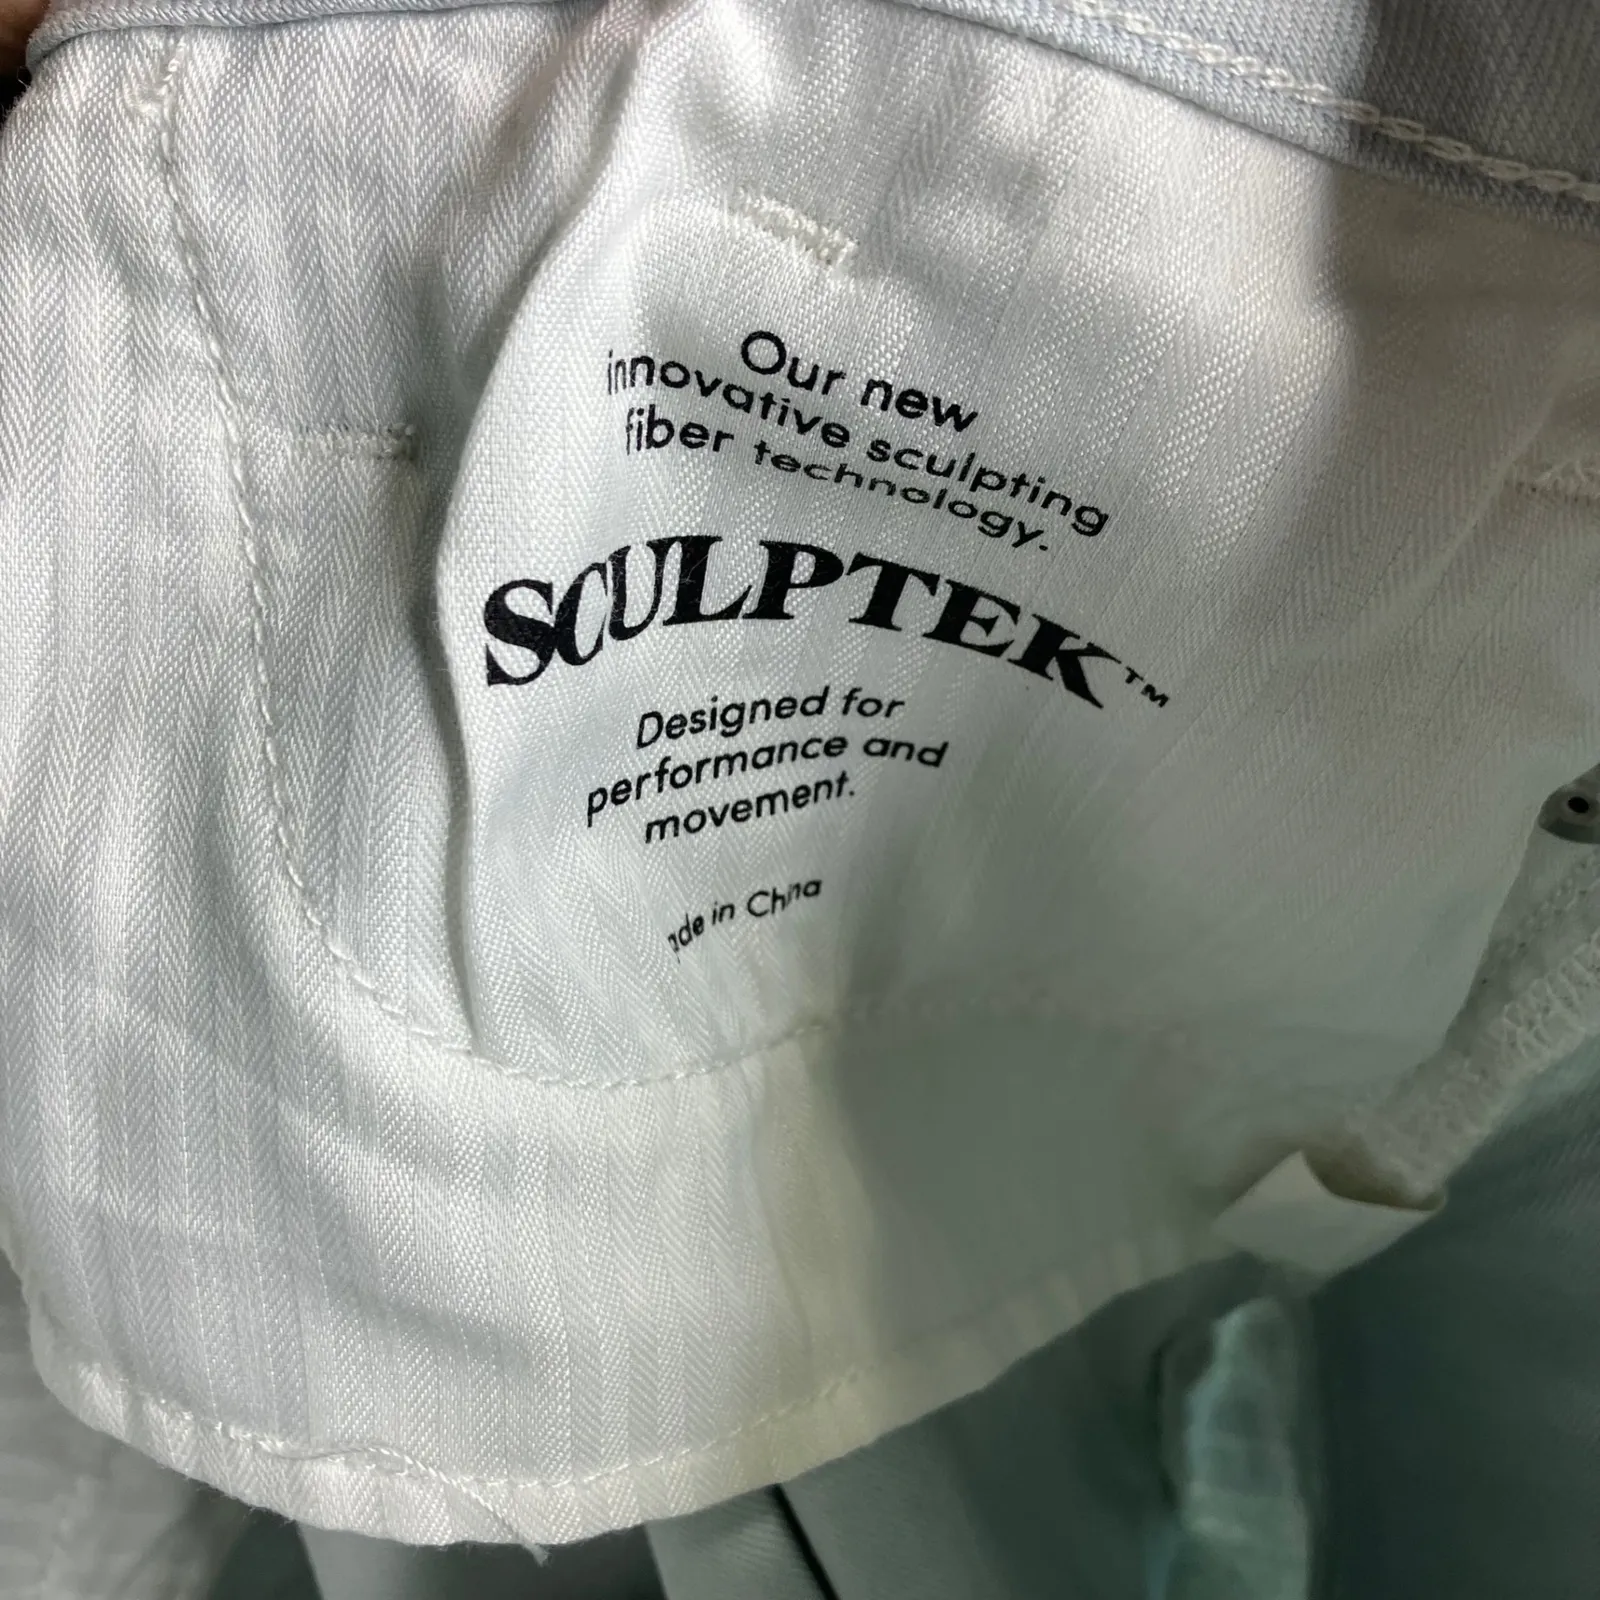 Our new
innovative sculpting
fiber technology.
SCULPTEK™
Designed for
performance and
movement.
ade in China